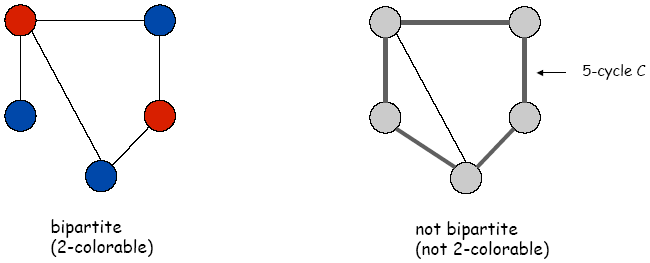 5-cycle C
bipartite
(2-colorable)
not bipartite
(not 2-colorable)